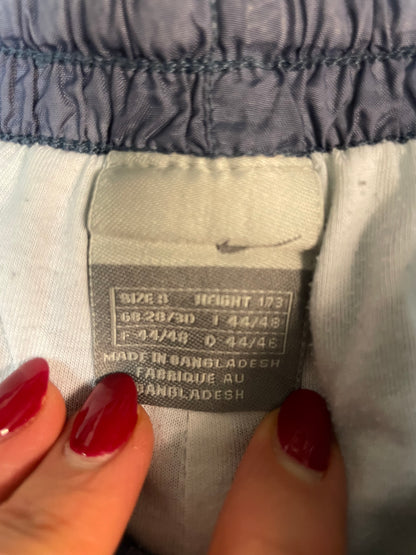 SIZE S HEIGHT 173
GB 28/30 I 44/48
F 44/48 D 44/46
MADE IN BANGLADESH
FABRIQUE AU
BANGLADESH